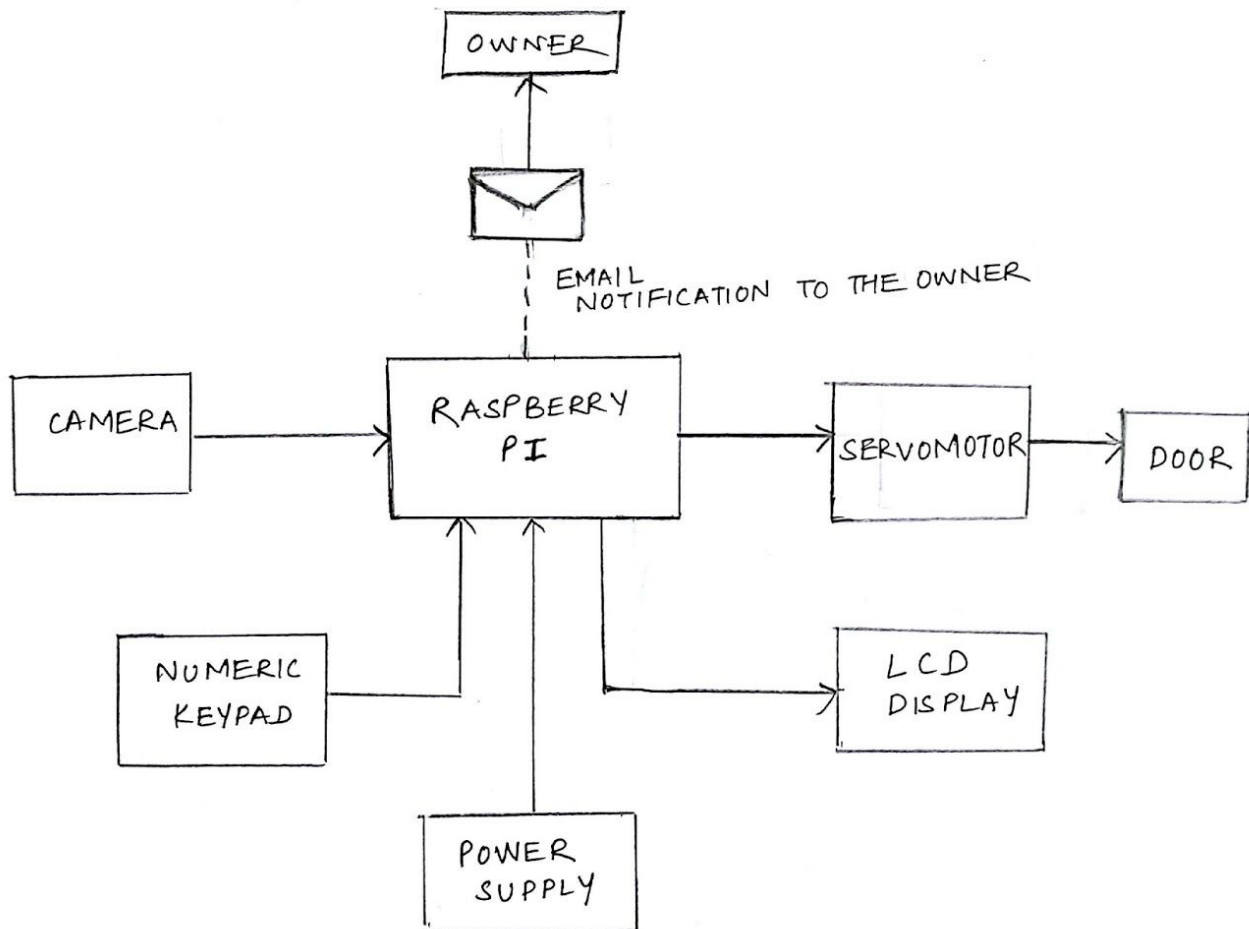 OWNER
EMAIL
NOTIFICATION TO THE OWNER
CAMERA
RASPBERRY
PI
SERVOMOTOR
DOOR
NUMERIC
KEYPAD
LCD
DISPLAY
POWER
SUPPLY